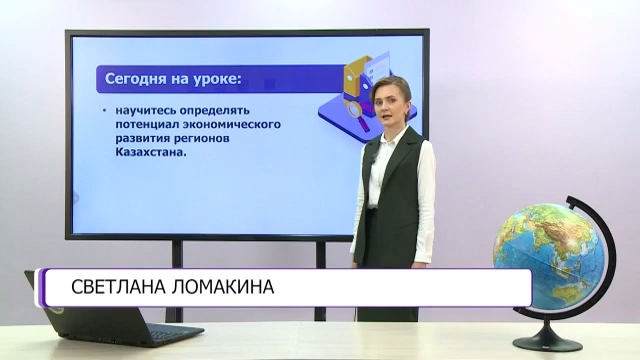 Сегодня на уроке:
• научитесь определять
потенциал экономического
развития регионов
Казахстана.
СВЕТЛАНА ЛОМАКИНА